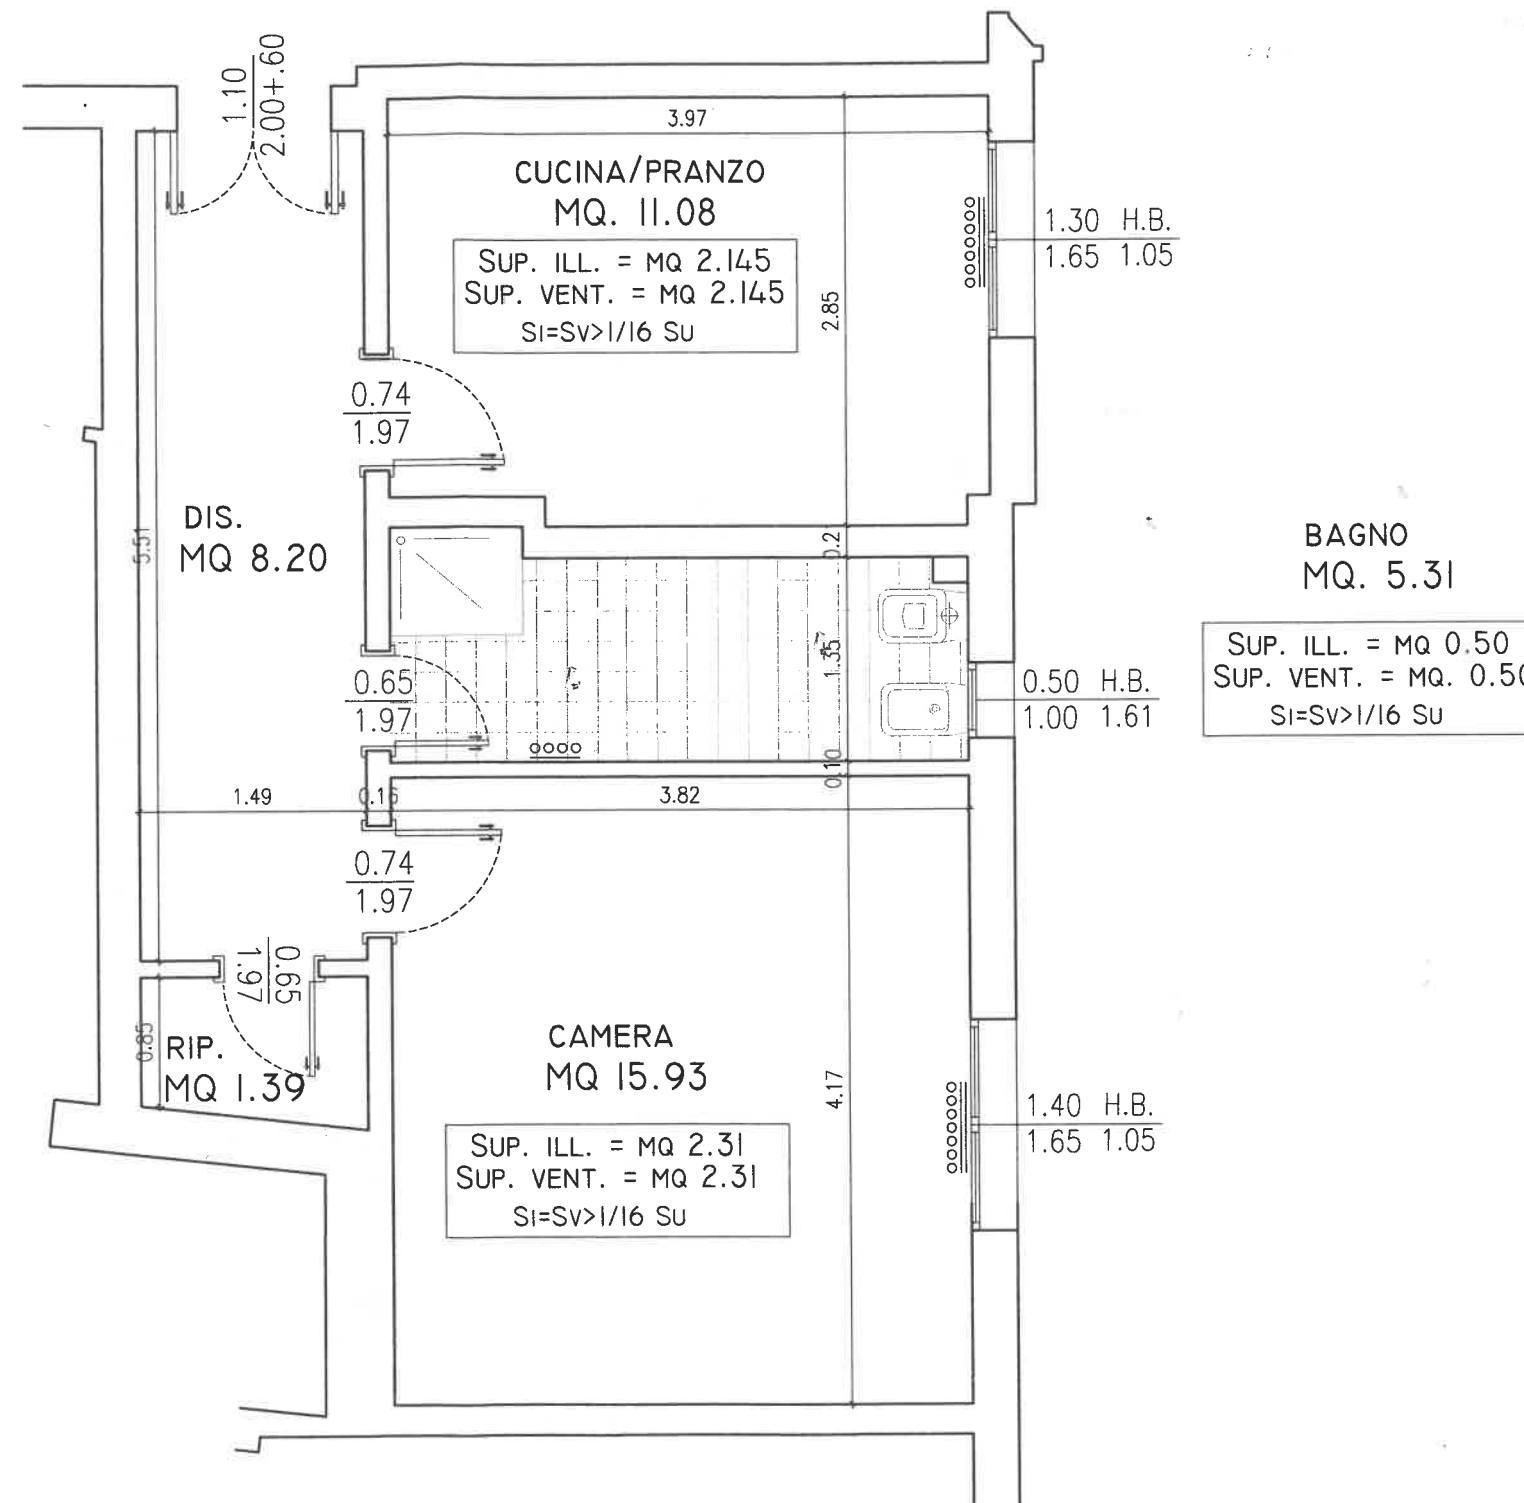 1.10
2.00+.60
3.97
CUCINA/PRANZO
MQ. 11.08
SUP. ILL. = MQ 2.145
SUP. VENT. = MQ 2.145
SI=SV>1/16 SU
1.30 H.B.
1.65 1.05
2.85
0.74
1.97
DIS.
MQ 8.20
5.51
0.2
BAGNO
MQ. 5.31
SUP. ILL. = MQ 0.50
SUP. VENT. = MQ. 0.50
SI=SV>1/16 SU
1.35
0.65
1.97
0.50 H.B.
1.00 1.61
0.10
1.49
0.16
3.82
0.74
1.97
0.65
1.97
0.85
RIP.
MQ 1.39
CAMERA
MQ 15.93
4.17
SUP. ILL. = MQ 2.31
SUP. VENT. = MQ 2.31
SI=SV>1/16 SU
1.40 H.B.
1.65 1.05